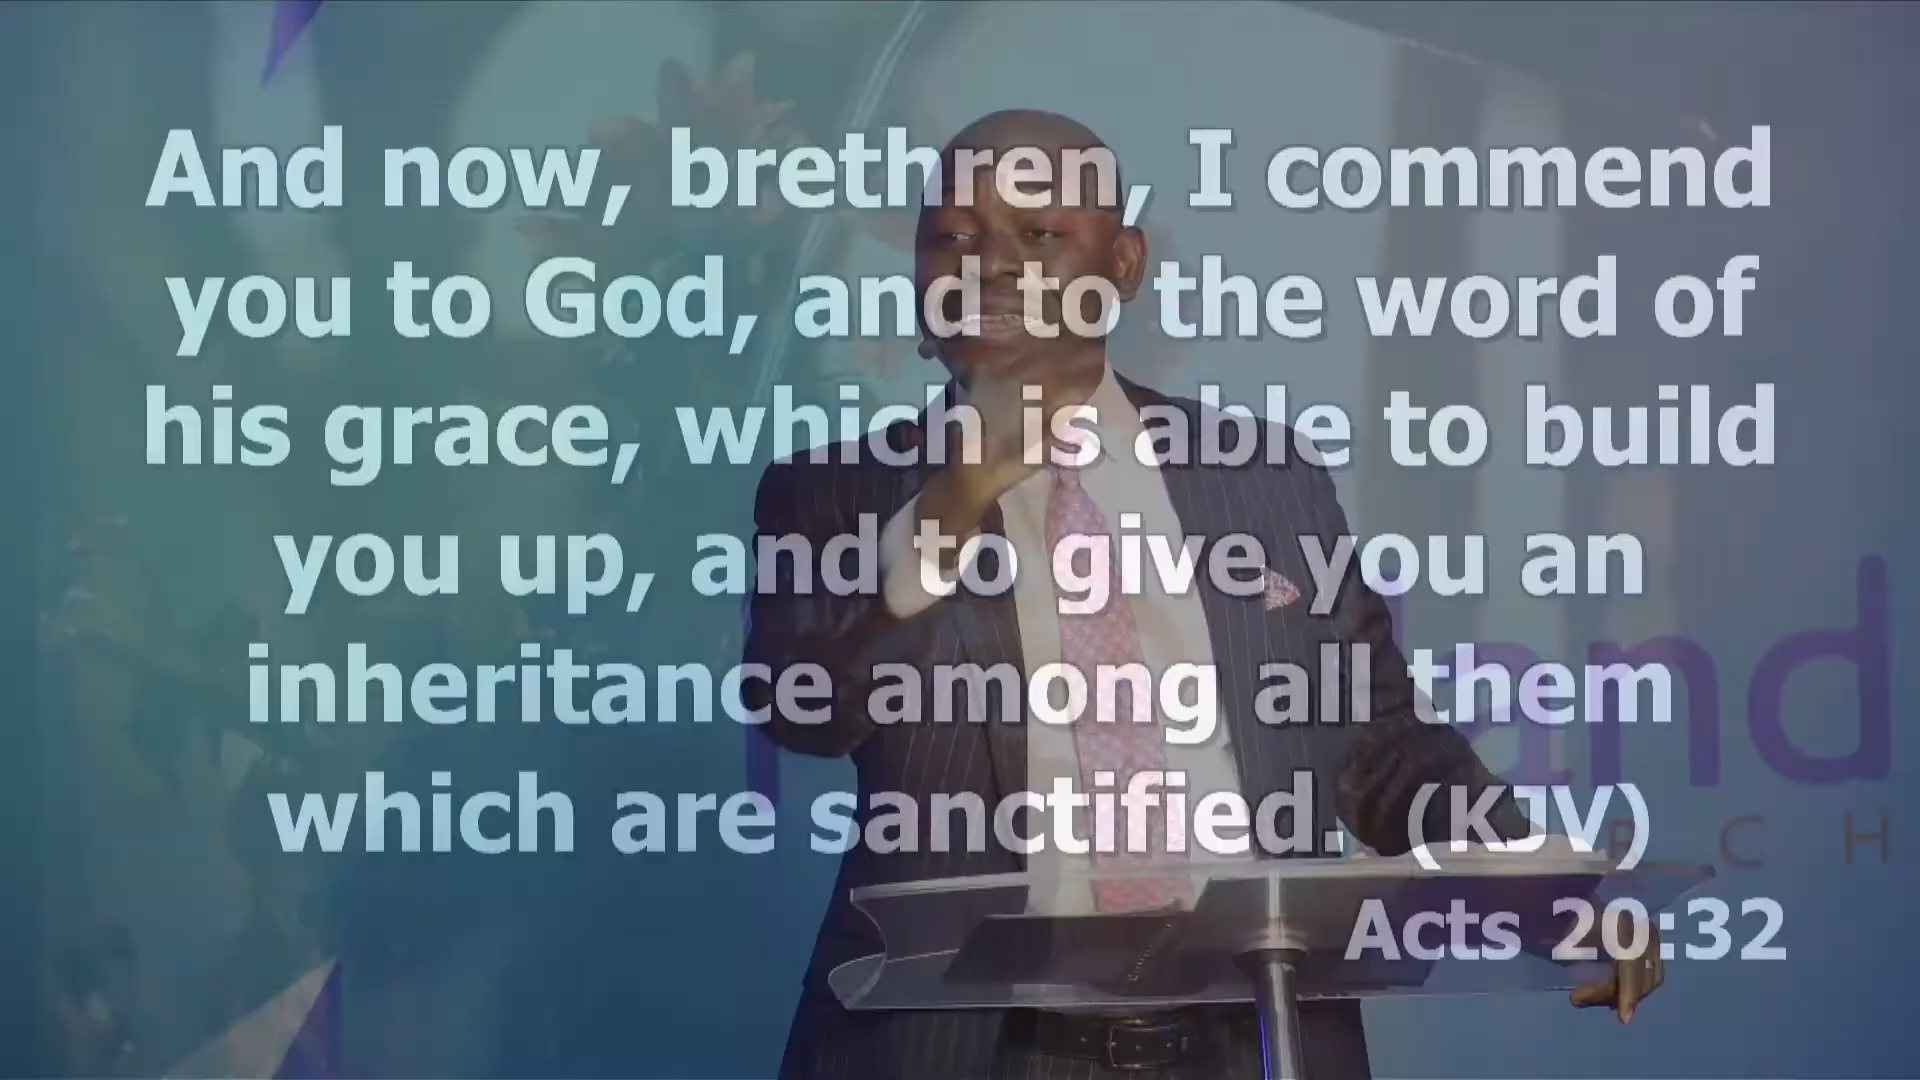 And now, brethren, I commend
you to God, and to the word of
his grace, which is able to build
you up, and to give you an
inheritance among all them
which are sanctified. (KJV)
Acts 20:32
and
R C H